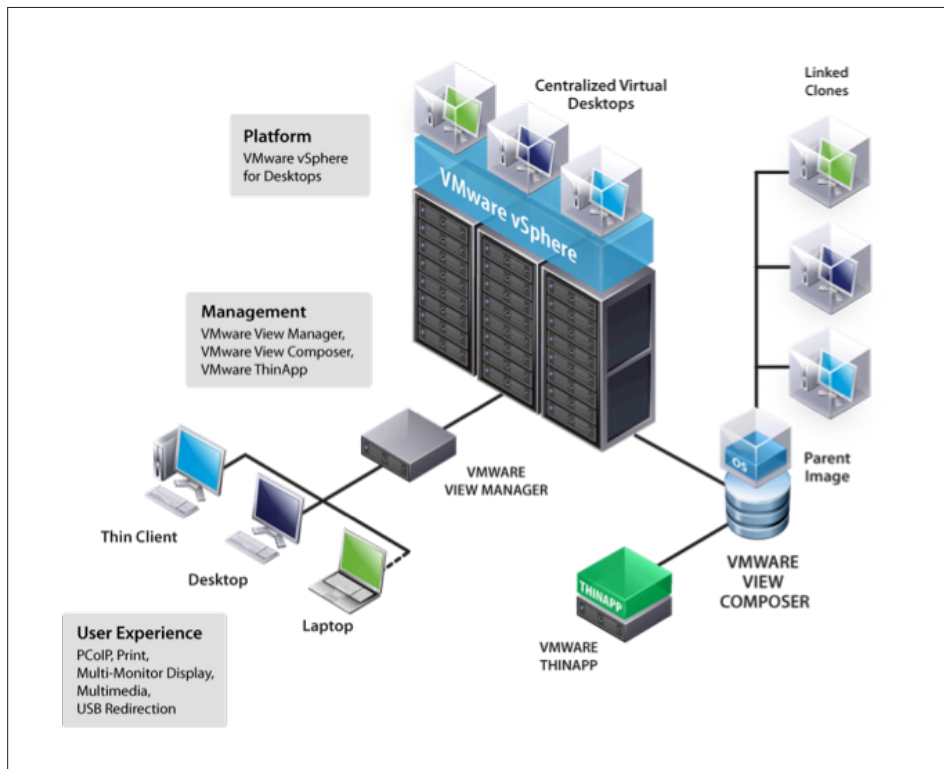 Centralized Virtual
Desktops
Linked
Clones
Platform
VMware vSphere
for Desktops
VMware vSphere
Management
VMware View Manager,
VMware View Composer,
VMware ThinApp
VMWARE
VIEW MANAGER
OS
Parent
Image
Thin Client
Desktop
Laptop
THINAPP
VMWARE
THINAPP
VMWARE
VIEW
COMPOSER
User Experience
PCoIP, Print,
Multi-Monitor Display,
Multimedia,
USB Redirection